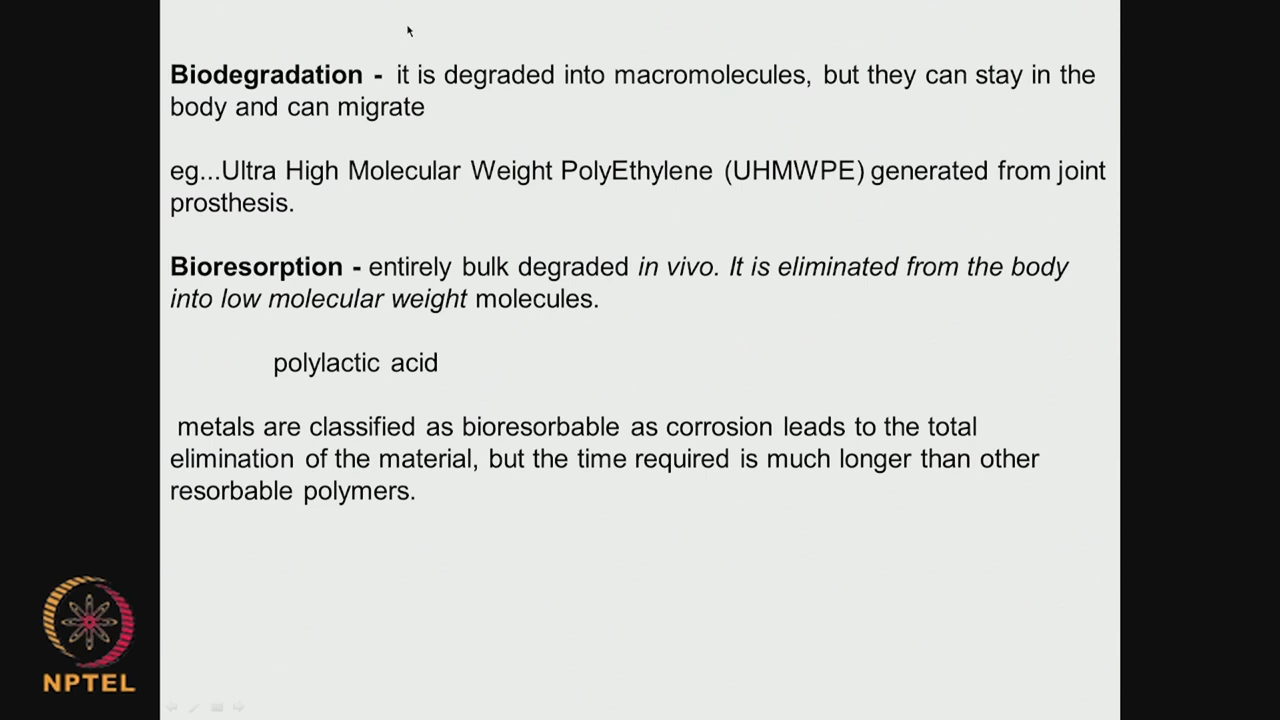 Biodegradation - it is degraded into macromolecules, but they can stay in the
body and can migrate
eg...Ultra High Molecular Weight PolyEthylene (UHMWPE) generated from joint
prosthesis.
Bioresorption - entirely bulk degraded in vivo. It is eliminated from the body
into low molecular weight molecules.
polylactic acid
metals are classified as bioresorbable as corrosion leads to the total
elimination of the material, but the time required is much longer than other
resorbable polymers.
NPTEL